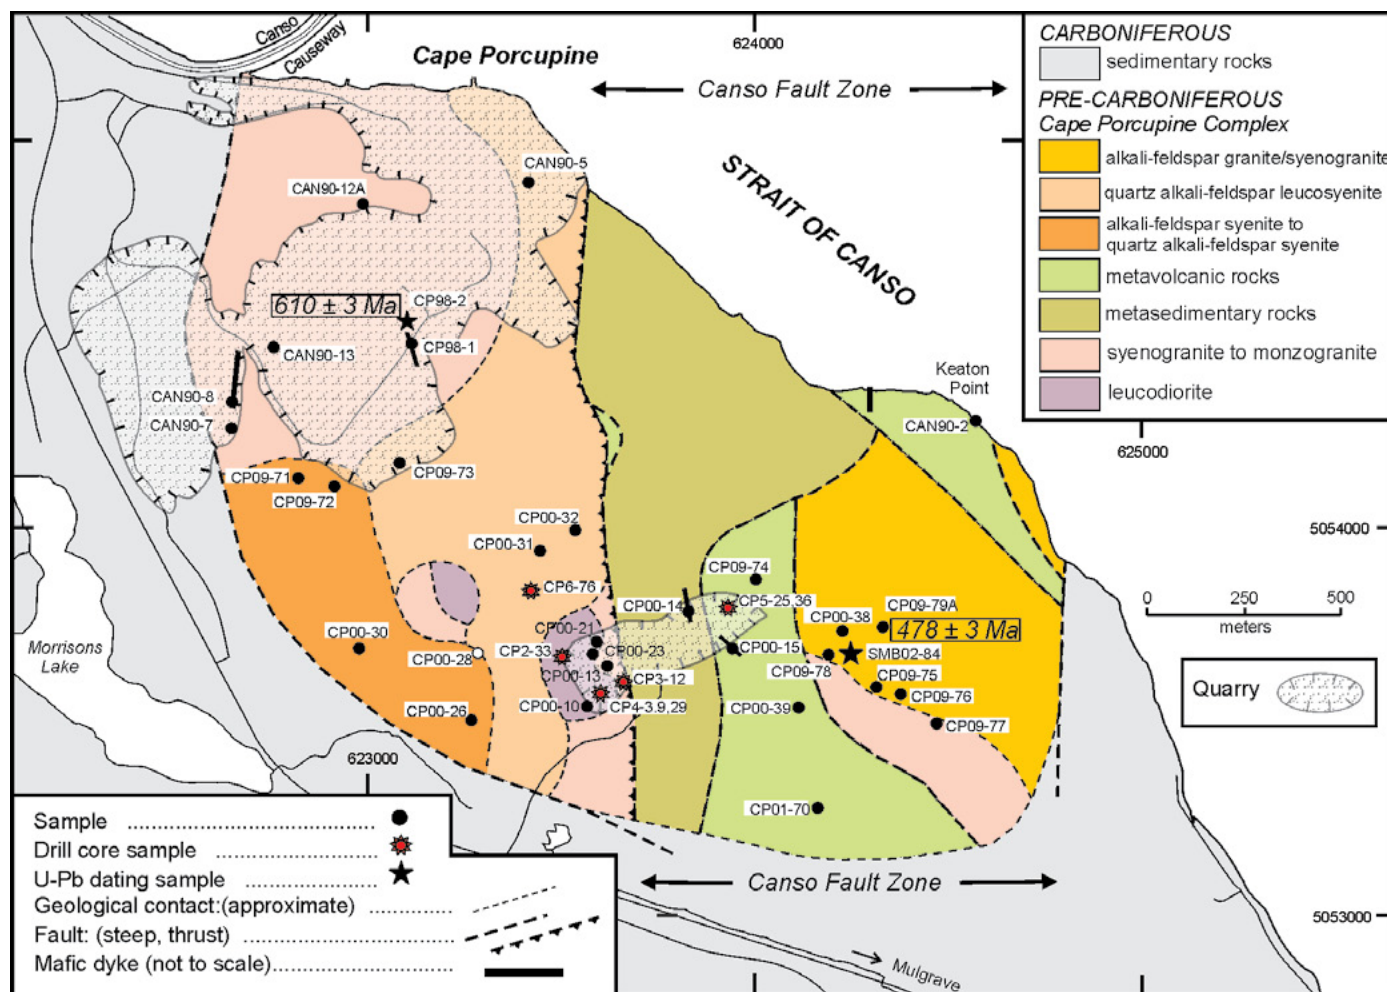 Canso
Causeway
Cape Porcupine
624000
Canso Fault Zone
STRAIT OF CANSO
CARBONIFEROUS
sedimentary rocks
PRE-CARBONIFEROUS
Cape Porcupine Complex
alkali-feldspar granite/syenogranite
quartz alkali-feldspar leucosyenite
alkali-feldspar syenite to
quartz alkali-feldspar syenite
metavolcanic rocks
metasedimentary rocks
syenogranite to monzogranite
leucodiorite
CAN90-5
CAN90-12A
610 ± 3 Ma
CP98-2
CP98-1
CAN90-13
CAN90-8
CAN90-7
Keaton
Point
CAN90-2
625000
CP09-71
CP09-72
CP09-73
CP00-32
CP00-31
5054000
CP09-74
CP6-76
CP00-14
CP5-25,36
CP00-38
CP09-79A
478 ± 3 Ma
0
250
500
meters
Morrisons
Lake
CP00-30
CP00-28
CP00-21
CP2-33
CP00-23
CP00-13
CP3-12
CP00-15
CP09-78
SMB02-84
CP09-75
CP09-76
CP09-77
CP00-10
CP4-3.9,29
CP00-39
CP00-26
Quarry
623000
CP01-70
Canso Fault Zone
5053000
Mulgrave
Sample
Drill core sample
U-Pb dating sample
Geological contact:(approximate)
Fault: (steep, thrust)
Mafic dyke (not to scale)